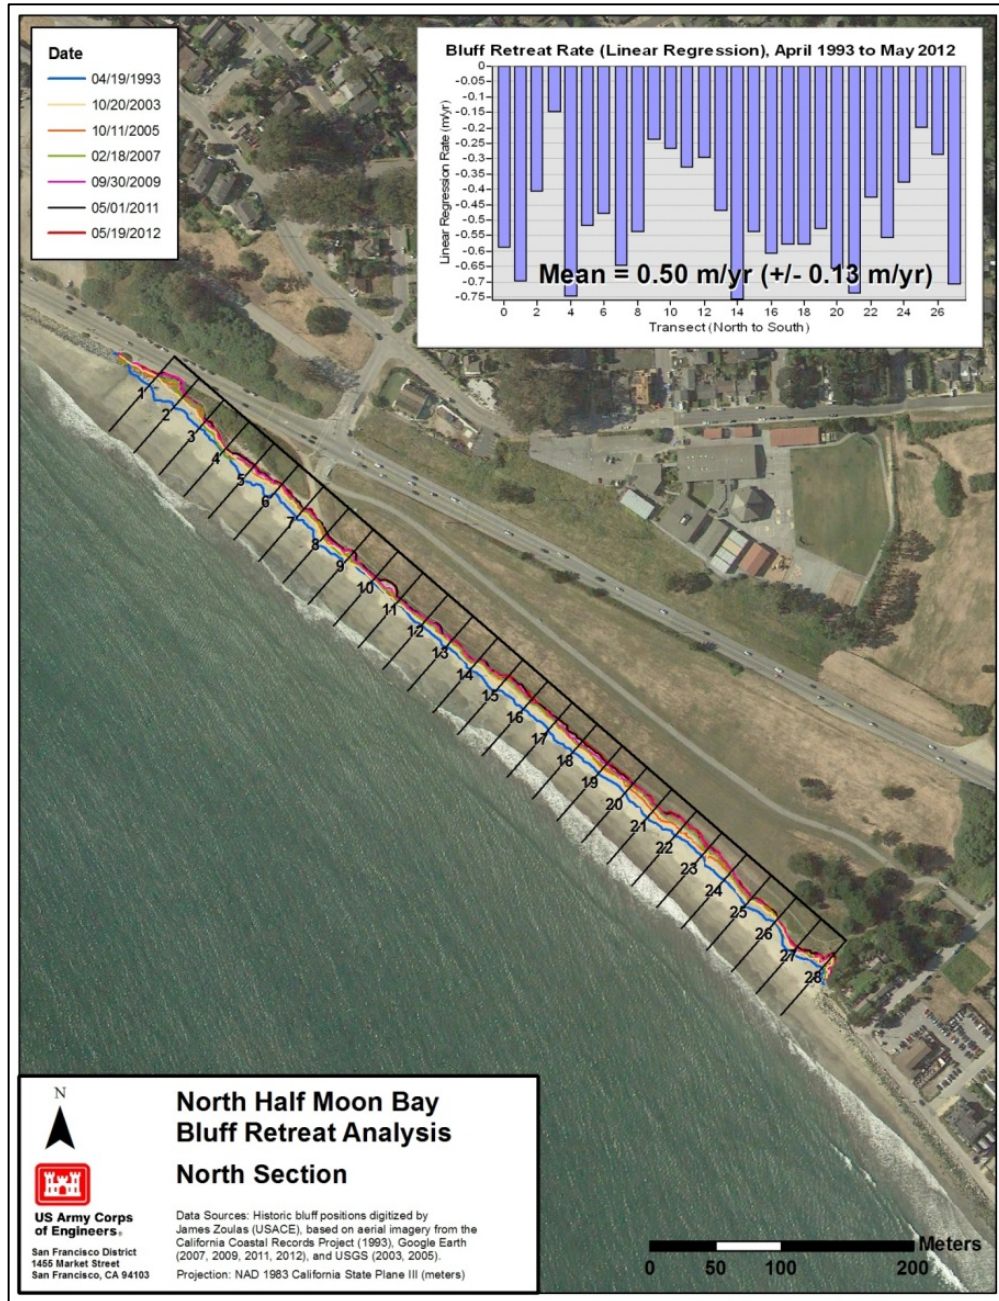 Date
04/19/1993
10/20/2003
10/11/2005
02/18/2007
09/30/2009
05/01/2011
05/19/2012
Bluff Retreat Rate (Linear Regression), April 1993 to May 2012
Linear Regression Rate (m/yr)
0
-0.05
-0.1
-0.15
-0.2
-0.25
-0.3
-0.35
-0.4
-0.45
-0.5
-0.55
-0.6
-0.65
-0.7
-0.75
Mean = 0.50 m/yr (+/- 0.13 m/yr)
0 2 4 6 8 10 12 14 16 18 20 22 24 26
Transect (North to South)
1
2
3
4
5
6
7
8
9
10
11
12
13
14
15
16
17
18
19
20
21
22
23
24
25
26
27
28
N
US Army Corps
of Engineers®
San Francisco District
1455 Market Street
San Francisco, CA 94103
North Half Moon Bay
Bluff Retreat Analysis
North Section
Data Sources: Historic bluff positions digitized by
James Zoulas (USACE), based on aerial imagery from the
California Coastal Records Project (1993), Google Earth
(2007, 2009, 2011, 2012), and USGS (2003, 2005).
Projection: NAD 1983 California State Plane III (meters)
Meters
0 50 100 200